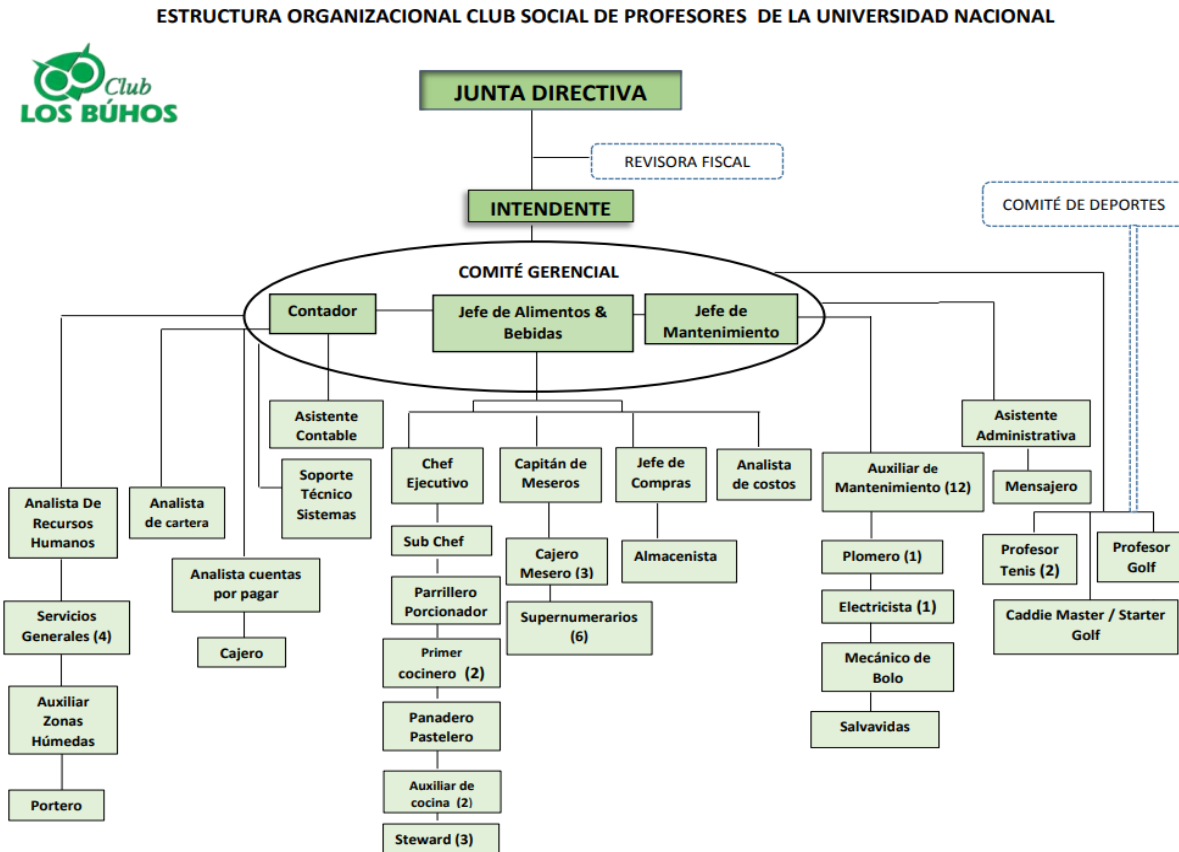 ESTRUCTURA ORGANIZACIONAL CLUB SOCIAL DE PROFESORES DE LA UNIVERSIDAD NACIONAL
Club
LOS BÚHOS
JUNTA DIRECTIVA
REVISORA FISCAL
INTENDENTE
COMITÉ DE DEPORTES
COMITÉ GERENCIAL
Contador
Jefe de Alimentos &
Bebidas
Jefe de
Mantenimiento
Asistente
Contable
Soporte
Técnico
Sistemas
Analista De
Recursos
Humanos
Analista
de cartera
Analista cuentas
por pagar
Servicios
Generales (4)
Cajero
Auxiliar
Zonas
Húmedas
Portero
Chef
Ejecutivo
Sub Chef
Parrillero
Porcionador
Primer
cocinero (2)
Panadero
Pastelero
Auxiliar de
cocina (2)
Steward (3)
Capitán de
Meseros
Cajero
Mesero (3)
Supernumerarios
(6)
Jefe de
Compras
Almacenista
Analista
de costos
Auxiliar de
Mantenimiento (12)
Plomero (1)
Electricista (1)
Mecánico de
Bolo
Salvavidas
Asistente
Administrativa
Mensajero
Profesor
Tenis (2)
Profesor
Golf
Caddie Master / Starter
Golf